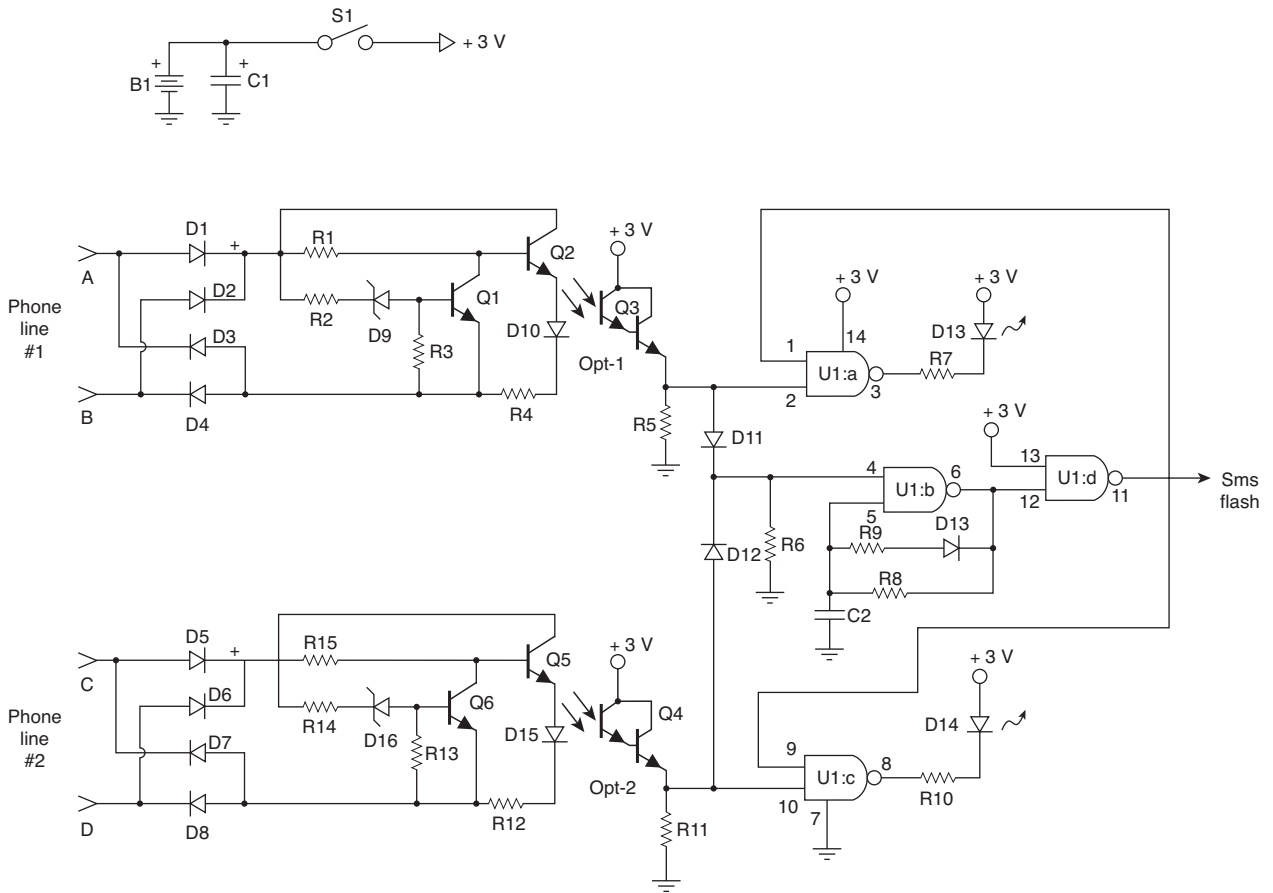 S1
+ 3 V
+
B1
+
C1
Phone
line
#1
A
B
D1
+
D2
D3
D4
R1
R2
D9
R3
Q1
Q2
D10
R4
+ 3 V
Q3
Opt-1
R5
D11
D12
R6
1
2
+ 3 V
14
U1:a
3
R7
+ 3 V
D13
4
5
U1:b
6
R9
D13
R8
C2
+ 3 V
13
12
U1:d
11
Sms
flash
Phone
line
#2
C
D
D5
+
D6
D7
D8
R15
R14
D16
R13
Q6
Q5
D15
R12
+ 3 V
Q4
Opt-2
R11
9
10
U1:c
7
8
R10
+ 3 V
D14